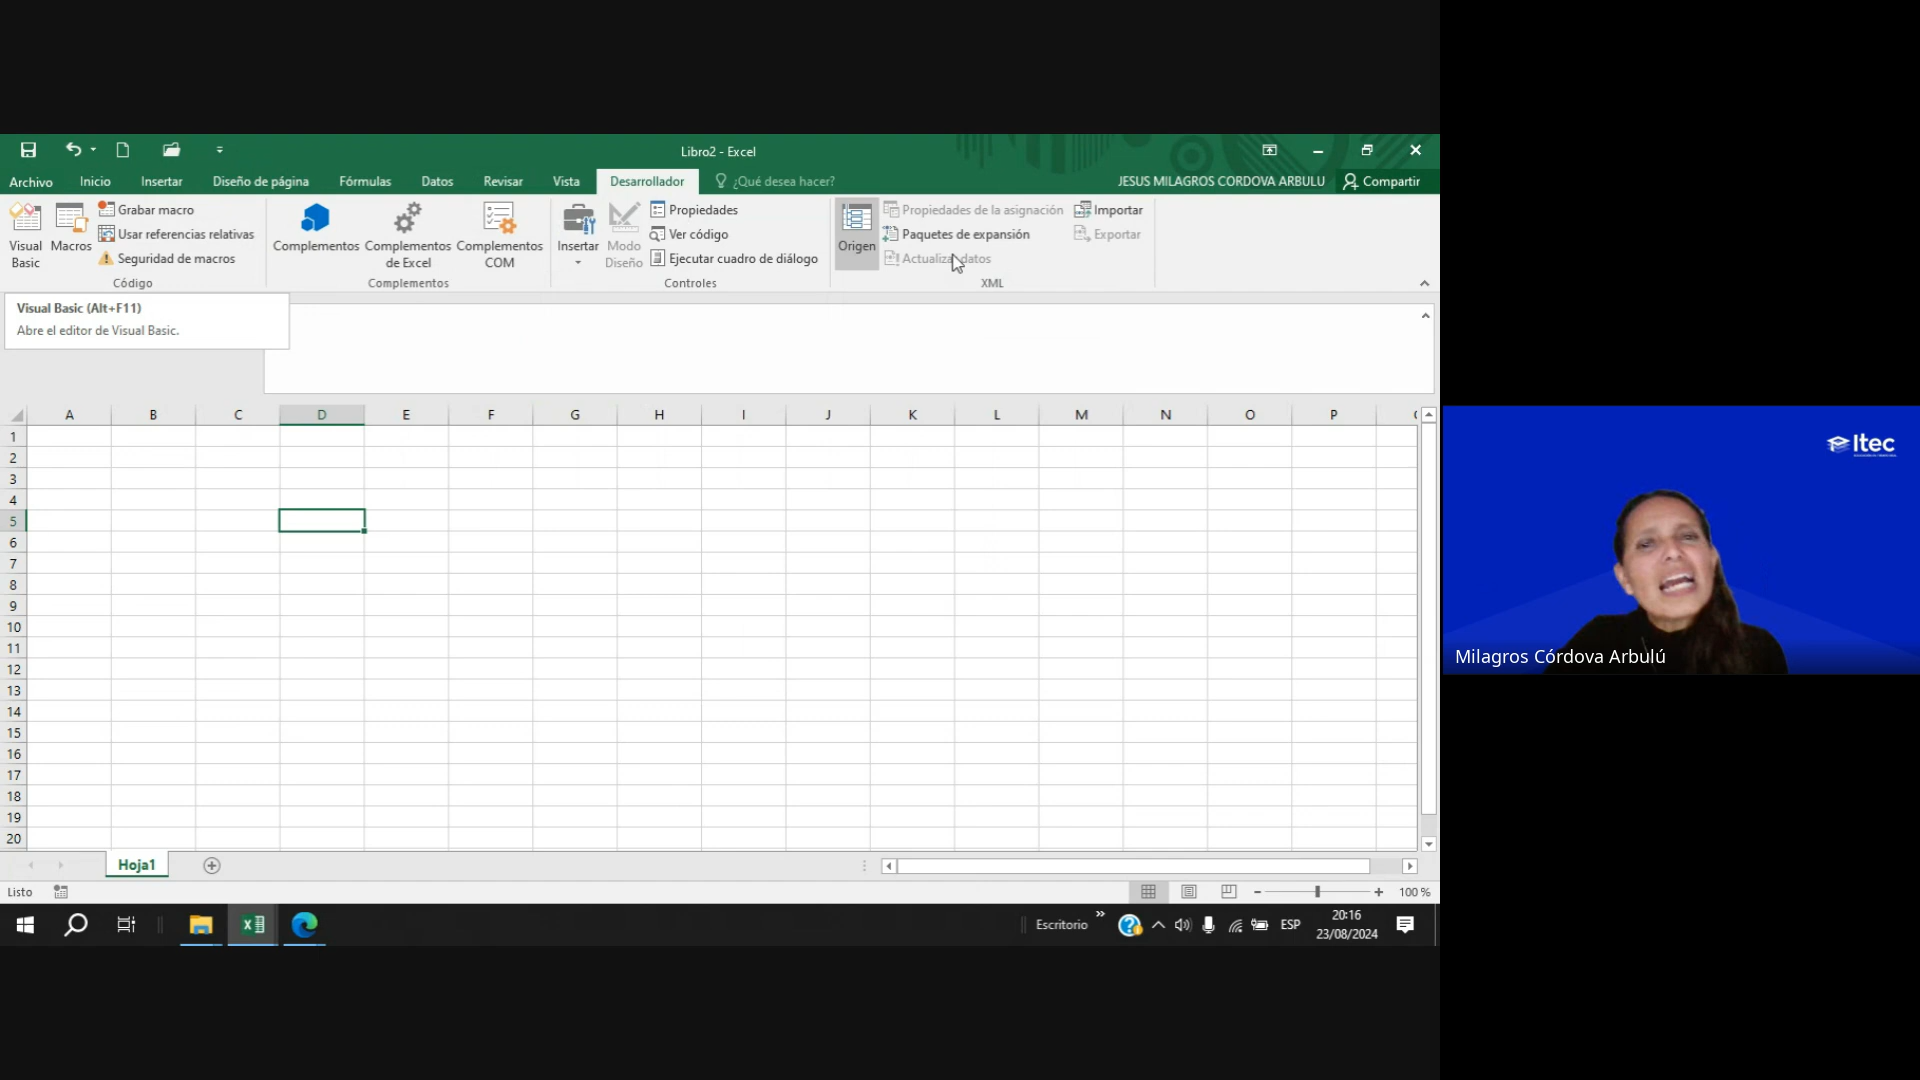 Libro2 - Excel
Archivo Inicio Insertar Diseño de página Fórmulas Datos Revisar Vista Desarrollador ¿Qué desea hacer? JESUS MILAGROS CORDOVA ARBULU Compartir
Visual Basic
Macros
Grabar macro
Usar referencias relativas
Seguridad de macros
Código
Complementos
Complementos de Excel
Complementos COM
Complementos
Insertar
Modo Diseño
Propiedades
Ver código
Ejecutar cuadro de diálogo
Controles
Origen
Propiedades de la asignación
Paquetes de expansión
Actualizar datos
Importar
Exportar
XML
Visual Basic (Alt+F11)
Abre el editor de Visual Basic.
A B C D E F G H I J K L M N O P
1
2
3
4
5
6
7
8
9
10
11
12
13
14
15
16
17
18
19
20
Hoja1
Listo
100 %
Escritorio
ESP
20:16
23/08/2024
Itec
Milagros Córdova Arbulú